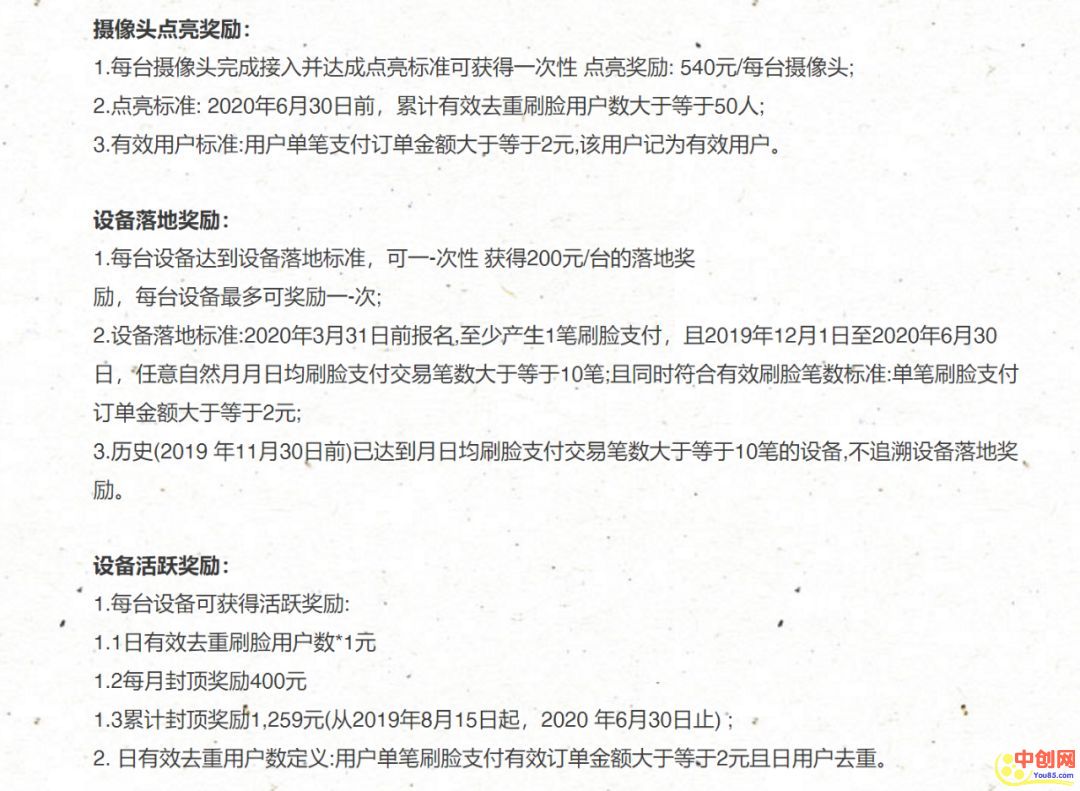 摄像头点亮奖励：
1.每台摄像头完成接入并达成点亮标准可获得一次性 点亮奖励: 540元/每台摄像头;
2.点亮标准: 2020年6月30日前，累计有效去重刷脸用户数大于等于50人;
3.有效用户标准:用户单笔支付订单金额大于等于2元,该用户记为有效用户。
设备落地奖励：
1.每台设备达到设备落地标准，可一-次性 获得200元/台的落地奖
励，每台设备最多可奖励一-次;
2.设备落地标准:2020年3月31日前报名,至少产生1笔刷脸支付，且2019年12月1日至2020年6月30
日，任意自然月月日均刷脸支付交易笔数大于等于10笔;且同时符合有效刷脸笔数标准:单笔刷脸支付
订单金额大于等于2元;
3.历史(2019 年11月30日前)已达到月日均刷脸支付交易笔数大于等于10笔的设备,不追溯设备落地奖
励。
设备活跃奖励：
1.每台设备可获得活跃奖励:
1.1日有效去重刷脸用户数*1元
1.2每月封顶奖励400元
1.3累计封顶奖励1,259元(从2019年8月15日起，2020 年6月30日止)；
2. 日有效去重用户数定义:用户单笔刷脸支付有效订单金额大于等于2元且日用户去重。
中创网
You85.com